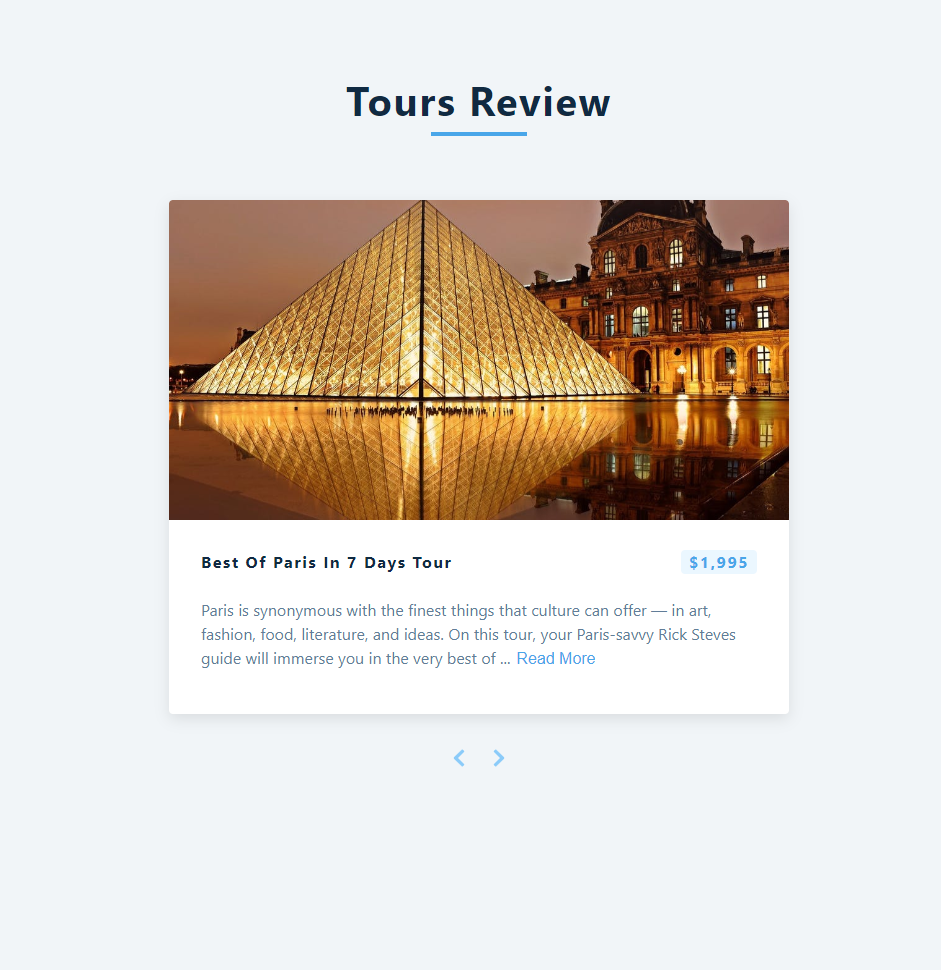 Tours Review
Best Of Paris In 7 Days Tour
$1,995
Paris is synonymous with the finest things that culture can offer — in art,
fashion, food, literature, and ideas. On this tour, your Paris-savvy Rick Steves
guide will immerse you in the very best of ... Read More